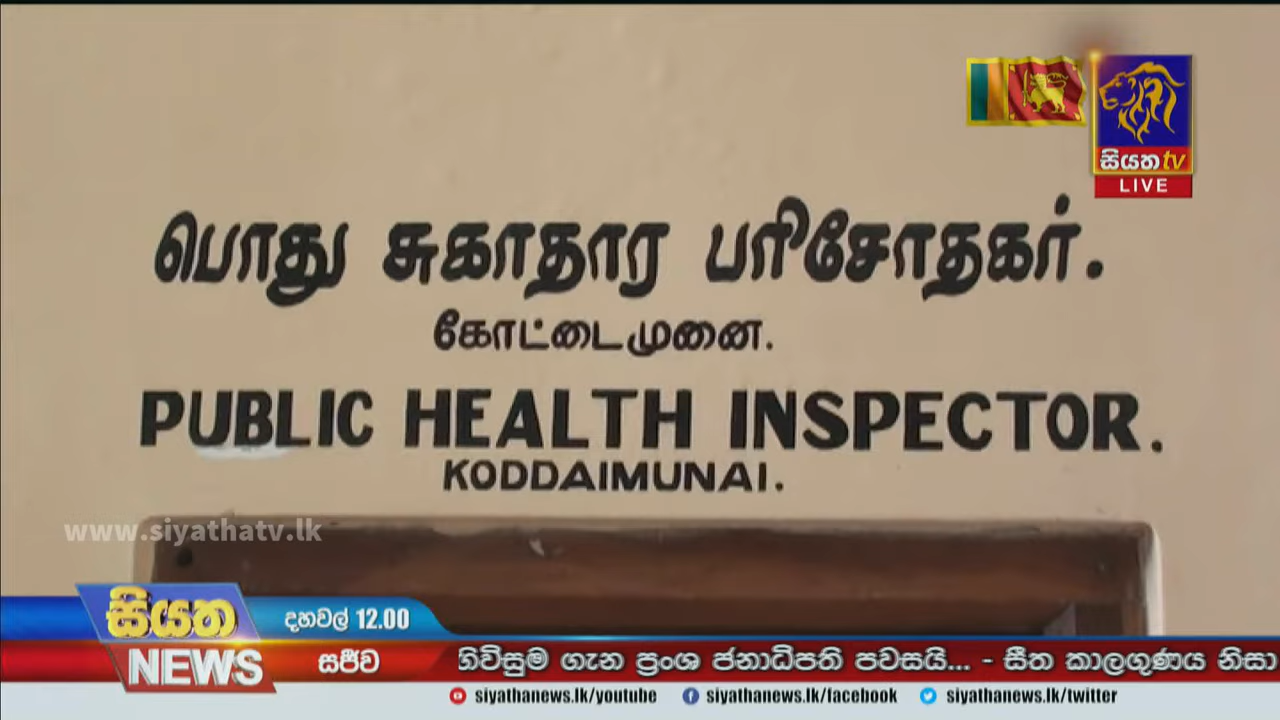 සියත tv
LIVE
பொது சுகாதார பரிசோதகர்.
கோட்டைமுனை.
PUBLIC HEALTH INSPECTOR.
KODDAIMUNAI.
www.siyathatv.lk
සියත
දහවල් 12.00
NEWS
සජීව
ගිවිසුම ගැන ප්‍රංශ ජනාධිපති පවසයි... - සීත කාලගුණය නිසා
siyathanews.lk/youtube siyathanews.lk/facebook siyathanews.lk/twitter